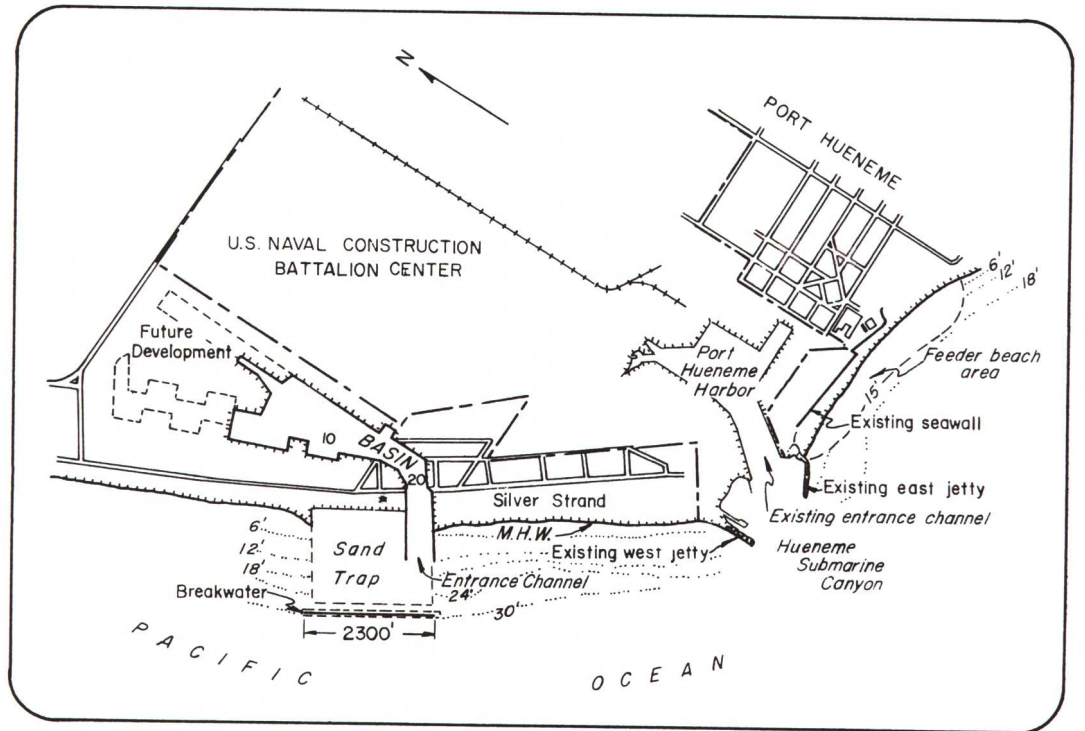 N
PORT HUENEME
U.S. NAVAL CONSTRUCTION
BATTALION CENTER
6'
12'
18'
Future
Development
Port
Hueneme
Harbor
Feeder beach
area
15'
Existing seawall
10
BASIN
20
Silver Strand
Existing east jetty
M.H.W.
Existing entrance channel
Existing west jetty
Hueneme
Submarine
Canyon
6'
12'
18'
Sand
Trap
Entrance Channel
24'
30'
Breakwater
2300'
PACIFIC
OCEAN